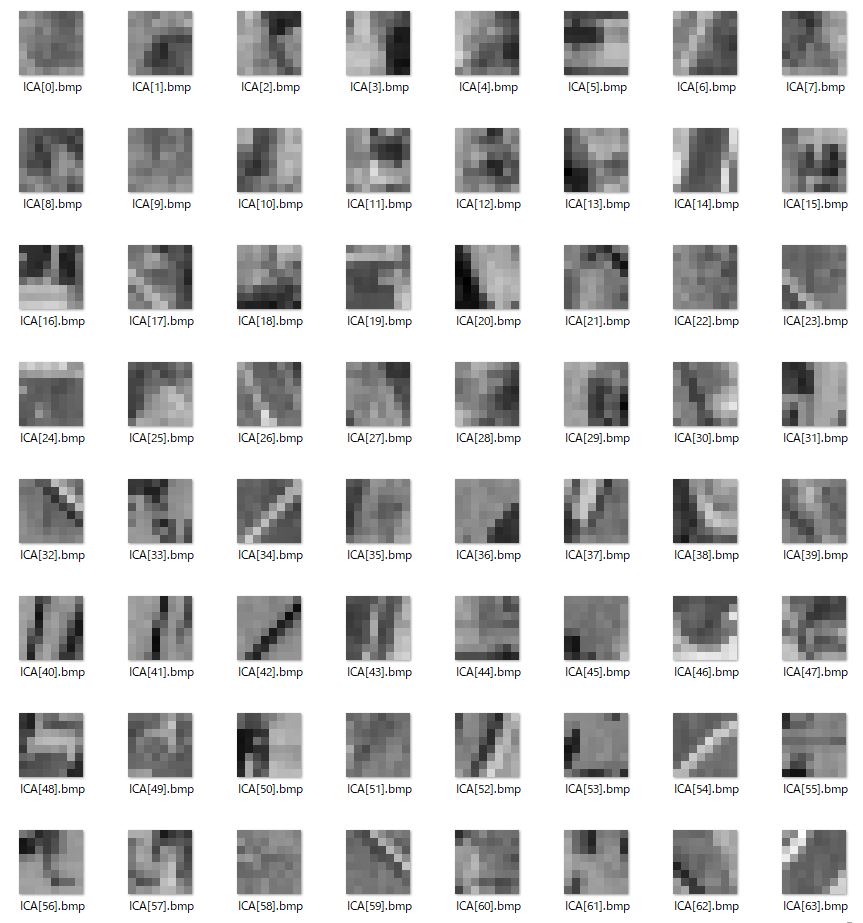 ICA[0].bmp ICA[1].bmp ICA[2].bmp ICA[3].bmp ICA[4].bmp ICA[5].bmp ICA[6].bmp ICA[7].bmp
ICA[8].bmp ICA[9].bmp ICA[10].bmp ICA[11].bmp ICA[12].bmp ICA[13].bmp ICA[14].bmp ICA[15].bmp
ICA[16].bmp ICA[17].bmp ICA[18].bmp ICA[19].bmp ICA[20].bmp ICA[21].bmp ICA[22].bmp ICA[23].bmp
ICA[24].bmp ICA[25].bmp ICA[26].bmp ICA[27].bmp ICA[28].bmp ICA[29].bmp ICA[30].bmp ICA[31].bmp
ICA[32].bmp ICA[33].bmp ICA[34].bmp ICA[35].bmp ICA[36].bmp ICA[37].bmp ICA[38].bmp ICA[39].bmp
ICA[40].bmp ICA[41].bmp ICA[42].bmp ICA[43].bmp ICA[44].bmp ICA[45].bmp ICA[46].bmp ICA[47].bmp
ICA[48].bmp ICA[49].bmp ICA[50].bmp ICA[51].bmp ICA[52].bmp ICA[53].bmp ICA[54].bmp ICA[55].bmp
ICA[56].bmp ICA[57].bmp ICA[58].bmp ICA[59].bmp ICA[60].bmp ICA[61].bmp ICA[62].bmp ICA[63].bmp